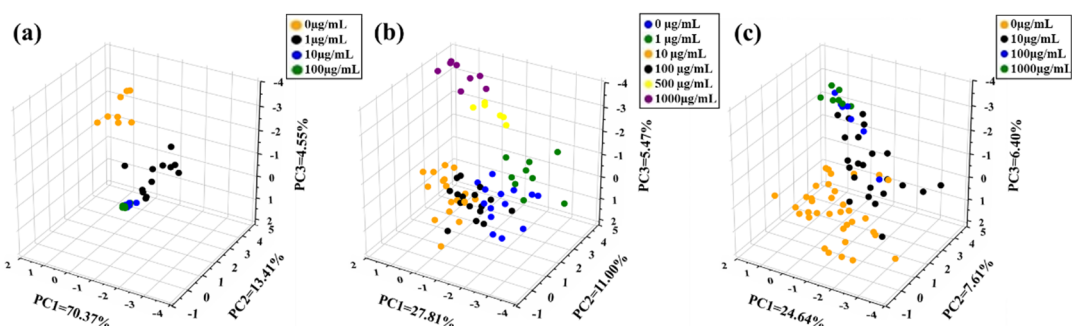 (a)
0μg/mL
1μg/mL
10μg/mL
100μg/mL
-4
-3
-2
-1
0
1
2
PC3=4.55%
5
4
3
2
1
0
-1
PC2=13.41%
2
1
0
-1
-2
-3
-4
PC1=70.37%
(b)
0 μg/mL
1 μg/mL
10 μg/mL
100 μg/mL
500 μg/mL
1000μg/mL
-4
-3
-2
-1
0
1
2
PC3=5.47%
5
4
3
2
1
0
-1
PC2=11.00%
2
1
0
-1
-2
-3
-4
PC1=27.81%
(c)
0μg/mL
10μg/mL
100μg/mL
1000μg/mL
-4
-3
-2
-1
0
1
2
PC3=6.40%
5
4
3
2
1
0
-1
PC2=7.61%
2
1
0
-1
-2
-3
-4
PC1=24.64%